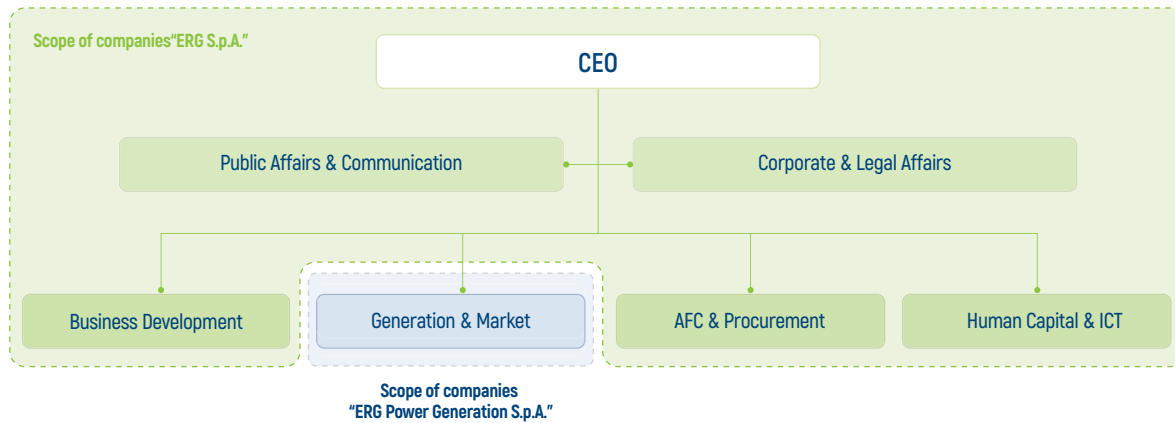 Scope of companies“ERG S.p.A.”
CEO
Public Affairs & Communication
Corporate & Legal Affairs
Business Development
Generation & Market
AFC & Procurement
Human Capital & ICT
Scope of companies
“ERG Power Generation S.p.A.”